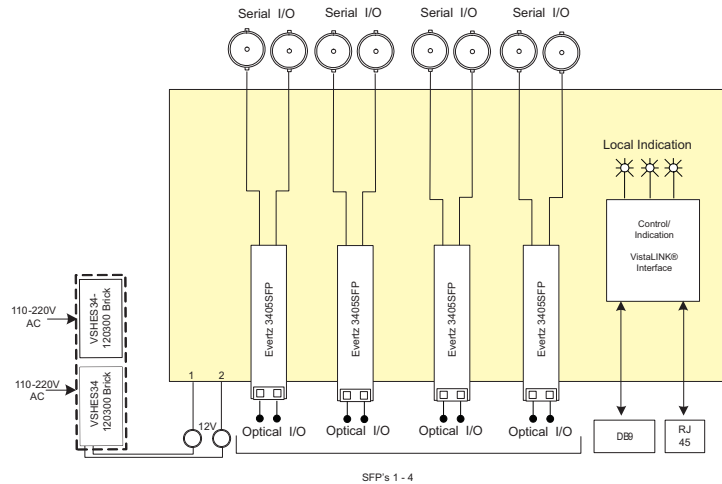 Serial I/O
Serial I/O
Serial I/O
Serial I/O
Local Indication
Control/
Indication
VistaLINK®
Interface
Evertz 3405SFP
Evertz 3405SFP
Evertz 3405SFP
Evertz 3405SFP
110-220V
AC
VSHES34-
120300 Brick
110-220V
AC
VSHES34
120300 Brick
1
2
12V
Optical I/O
Optical I/O
Optical I/O
Optical I/O
DB9
RJ
45
SFP's 1 - 4